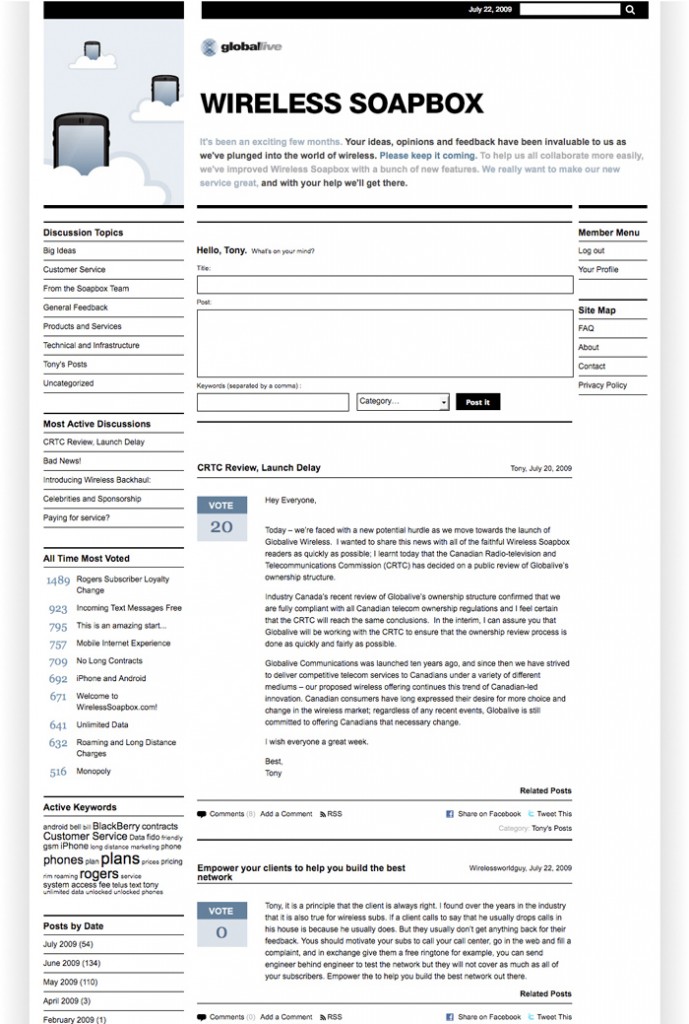 July 22, 2009
globalive
WIRELESS SOAPBOX
It's been an exciting few months. Your ideas, opinions and feedback have been invaluable to us as
we've plunged into the world of wireless. Please keep it coming. To help us all collaborate more easily,
we've improved Wireless Soapbox with a bunch of new features. We really want to make our new
service great, and with your help we'll get there.
Discussion Topics
Big Ideas
Customer Service
From the Soapbox Team
General Feedback
Products and Services
Technical and Infrastructure
Tony's Posts
Uncategorized
Most Active Discussions
CRTC Review, Launch Delay
Bad News!
Introducing Wireless Backhaul:
Celebrities and Sponsorship
Paying for service?
All Time Most Voted
1489 Rogers Subscriber Loyalty
Change
923 Incoming Text Messages Free
795 This is an amazing start...
757 Mobile Internet Experience
709 No Long Contracts
692 iPhone and Android
671 Welcome to
WirelessSoapbox.com!
641 Unlimited Data
632 Roaming and Long Distance
Charges
516 Monopoly
Active Keywords
android bell bill BlackBerry contracts
Customer Service Data fido friendly
gsm iPhone long distance marketing phone
phones plan plans prices pricing
rim roaming rogers service
system access fee telus text tony
unlimited data unlocked unlocked phones
Posts by Date
July 2009 (54)
June 2009 (134)
May 2009 (110)
April 2009 (3)
February 2009 (1)
Hello, Tony. What's on your mind?
Title:
Post:
Keywords (separated by a comma) :
Category...
Post it
CRTC Review, Launch Delay
Tony, July 20, 2009
VOTE
20
Hey Everyone,
Today – we're faced with a new potential hurdle as we move towards the launch of
Globalive Wireless. I wanted to share this news with all of the faithful Wireless Soapbox
readers as quickly as possible; I learnt today that the Canadian Radio-television and
Telecommunications Commission (CRTC) has decided on a public review of Globalive's
ownership structure.
Industry Canada's recent review of Globalive's ownership structure confirmed that we
are fully compliant with all Canadian telecom ownership regulations and I feel certain
that the CRTC will reach the same conclusions. In the interim, I can assure you that
Globalive will be working with the CRTC to ensure that the ownership review process is
done as quickly and fairly as possible.
Globalive Communications was launched ten years ago, and since then we have strived
to deliver competitive telecom services to Canadians under a variety of different
mediums – our proposed wireless offering continues this trend of Canadian-led
innovation. Canadian consumers have long expressed their desire for more choice and
change in the wireless market; regardless of any recent events, Globalive is still
committed to offering Canadians that necessary change.
I wish everyone a great week.
Best,
Tony
Related Posts
Comments Add a Comment RSS
Share on Facebook Tweet This
Category: Tony's Posts
Empower your clients to help you build the best
network
Wirelessworldguy, July 22, 2009
VOTE
0
Tony, it is a principle that the client is always right. I found over the years in the industry
that it is also true for wireless subs. If a client calls to say that he usually drops calls in
his house is because he usually does. But they usually don't get anything back for their
feedback. Yous should motivate your subs to call your call center, go in the web and fill a
complaint, and in exchange give them a free ringtone for example, you can send
engineer behind engineer to test the network but they will not cover as much as all of
your subscribers. Empower the to help you build the best network out there.
Related Posts
Comments (0) Add a Comment RSS
Share on Facebook Tweet This
Member Menu
Log out
Your Profile
Site Map
FAQ
About
Contact
Privacy Policy